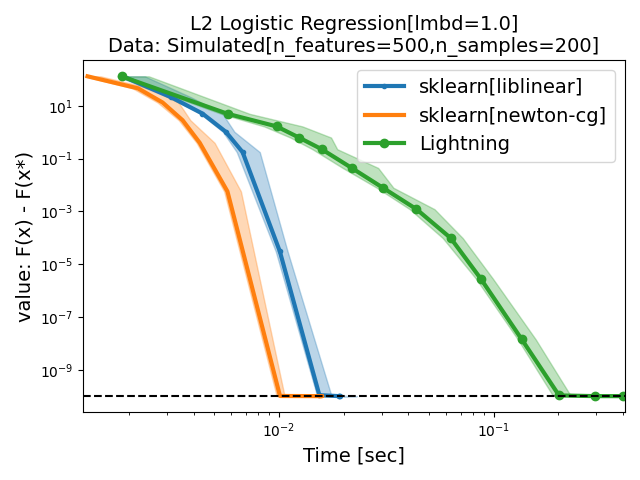 L2 Logistic Regression[lmbd=1.0]
Data: Simulated[n_features=500,n_samples=200]
sklearn[liblinear]
sklearn[newton-cg]
Lightning
value: F(x) - F(x*)
10¹
10⁻¹
10⁻³
10⁻⁵
10⁻⁷
10⁻⁹
10⁻²
10⁻¹
Time [sec]